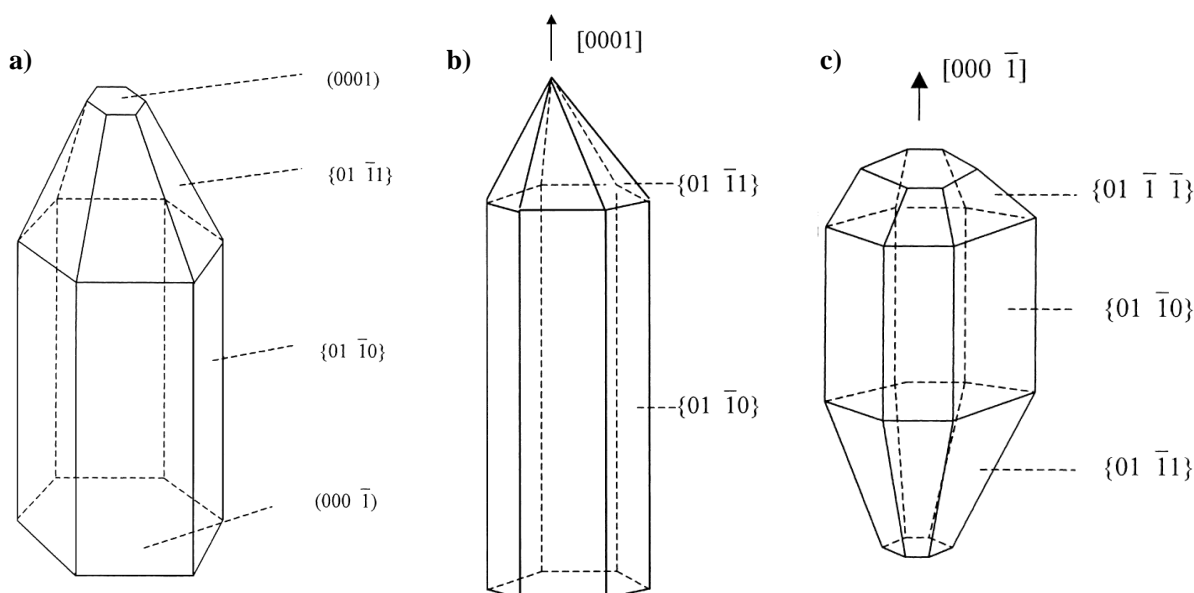 a)
(0001)
{01 1̅1}
{01 1̅0}
(000 1̅)
b)
[0001]
{01 1̅1}
{01 1̅0}
c)
[000 1̅]
{01 1̅ 1̅}
{01 1̅0}
{01 1̅1}